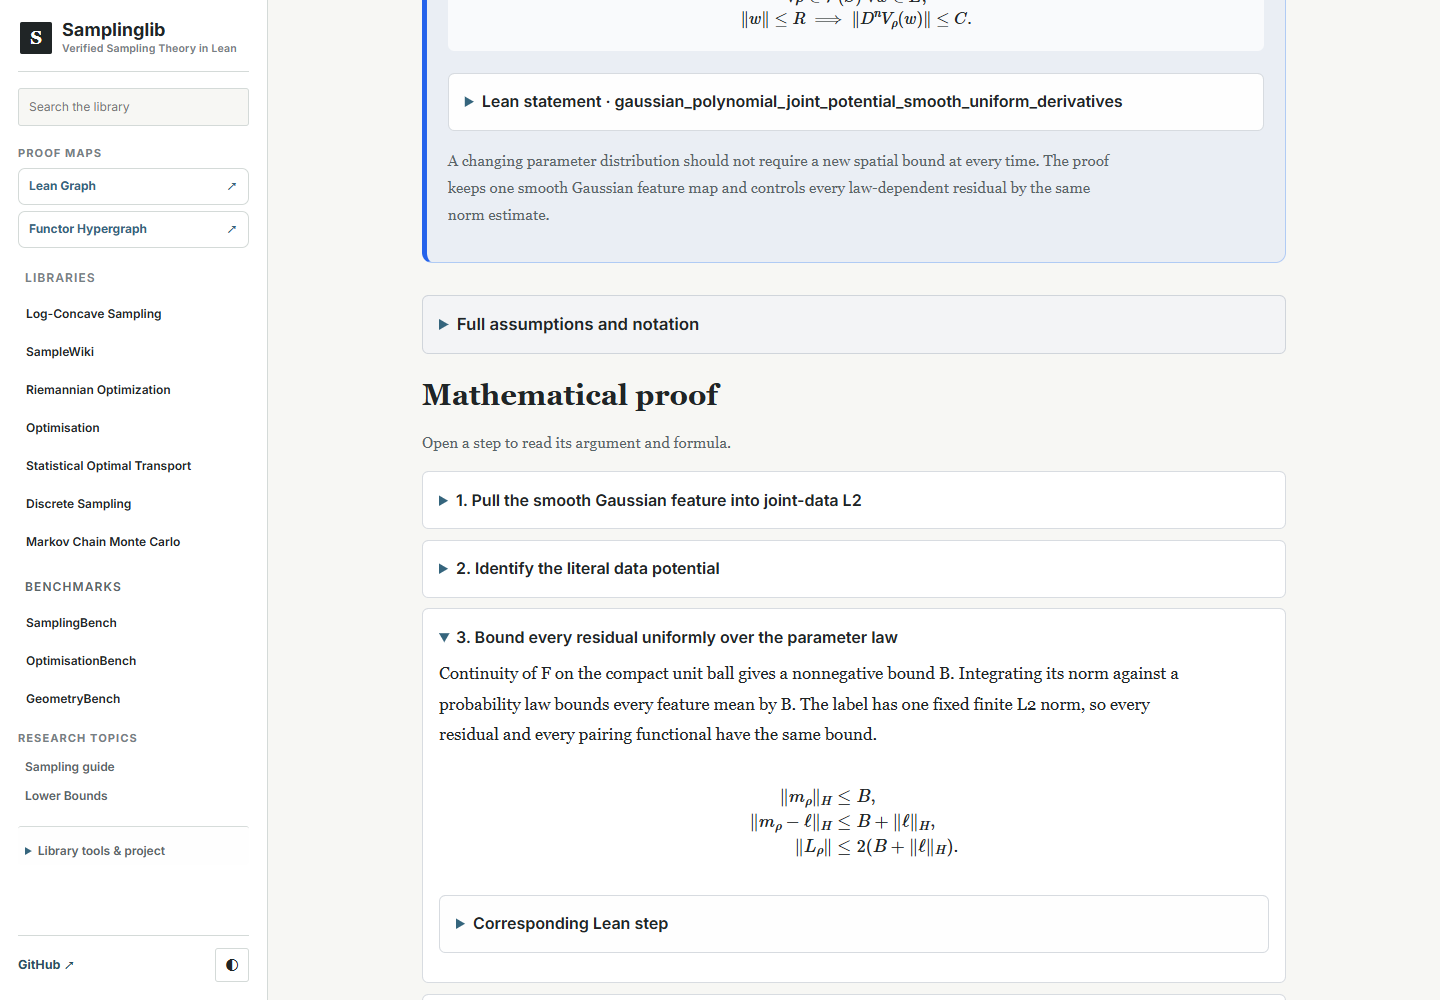 S
Samplinglib
Verified Sampling Theory in Lean
Search the library
PROOF MAPS
Lean Graph ↗
Functor Hypergraph ↗
LIBRARIES
Log-Concave Sampling
SampleWiki
Riemannian Optimization
Optimisation
Statistical Optimal Transport
Discrete Sampling
Markov Chain Monte Carlo
BENCHMARKS
SamplingBench
OptimisationBench
GeometryBench
RESEARCH TOPICS
Sampling guide
Lower Bounds
▶ Library tools & project
GitHub ↗
‖w‖ ≤ R ⟹ ‖DⁿV_ρ(w)‖ ≤ C.
▶ Lean statement · gaussian_polynomial_joint_potential_smooth_uniform_derivatives
A changing parameter distribution should not require a new spatial bound at every time. The proof
keeps one smooth Gaussian feature map and controls every law-dependent residual by the same
norm estimate.
▶ Full assumptions and notation
Mathematical proof
Open a step to read its argument and formula.
▶ 1. Pull the smooth Gaussian feature into joint-data L2
▶ 2. Identify the literal data potential
▼ 3. Bound every residual uniformly over the parameter law
Continuity of F on the compact unit ball gives a nonnegative bound B. Integrating its norm against a
probability law bounds every feature mean by B. The label has one fixed finite L2 norm, so every
residual and every pairing functional have the same bound.
‖m_ρ‖_H ≤ B,
‖m_ρ − ℓ‖_H ≤ B + ‖ℓ‖_H,
‖L_ρ‖ ≤ 2(B + ‖ℓ‖_H).
▶ Corresponding Lean step